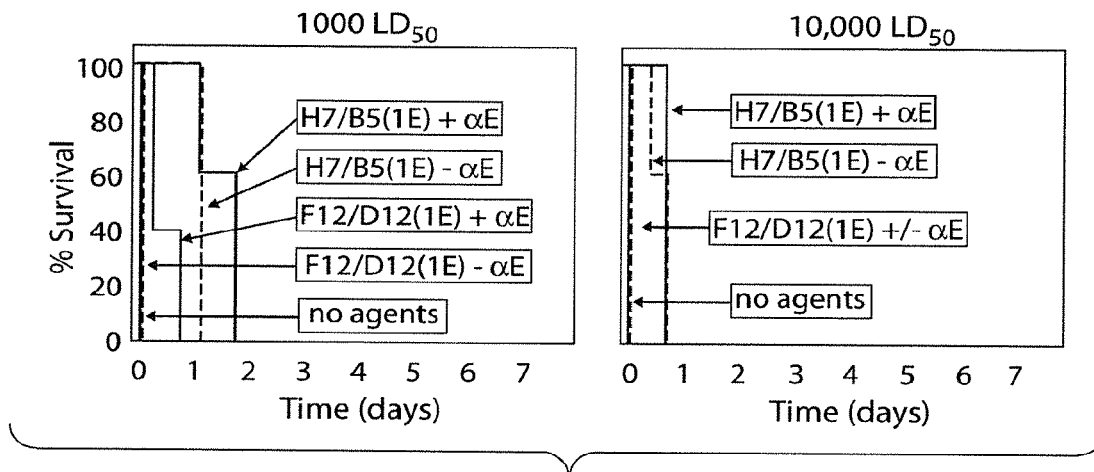 1000 LD50
% Survival
100
80
60
40
20
0
H7/B5(1E) + αE
H7/B5(1E) - αE
F12/D12(1E) + αE
F12/D12(1E) - αE
no agents
0 1 2 3 4 5 6 7
Time (days)
10,000 LD50
H7/B5(1E) + αE
H7/B5(1E) - αE
F12/D12(1E) +/- αE
no agents
0 1 2 3 4 5 6 7
Time (days)